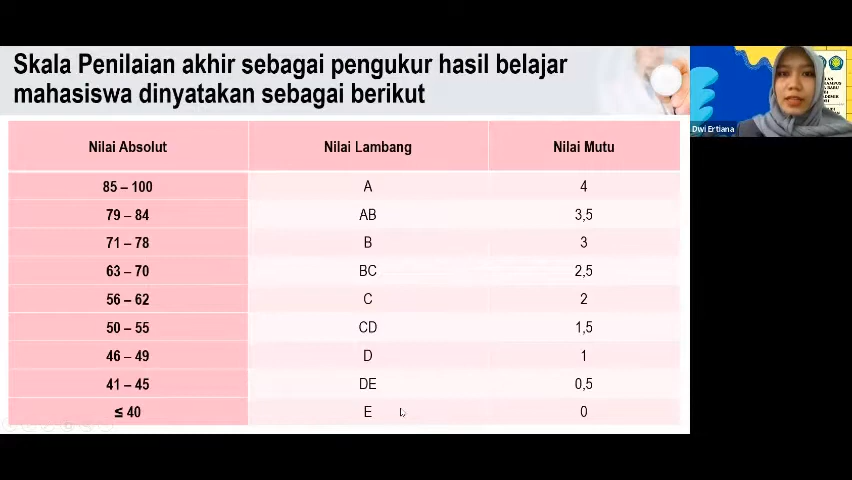 Skala Penilaian akhir sebagai pengukur hasil belajar
mahasiswa dinyatakan sebagai berikut
Nilai Absolut Nilai Lambang Nilai Mutu
85 – 100 A 4
79 – 84 AB 3,5
71 – 78 B 3
63 – 70 BC 2,5
56 – 62 C 2
50 – 55 CD 1,5
46 – 49 D 1
41 – 45 DE 0,5
≤ 40 E 0
Dwi Ertiana